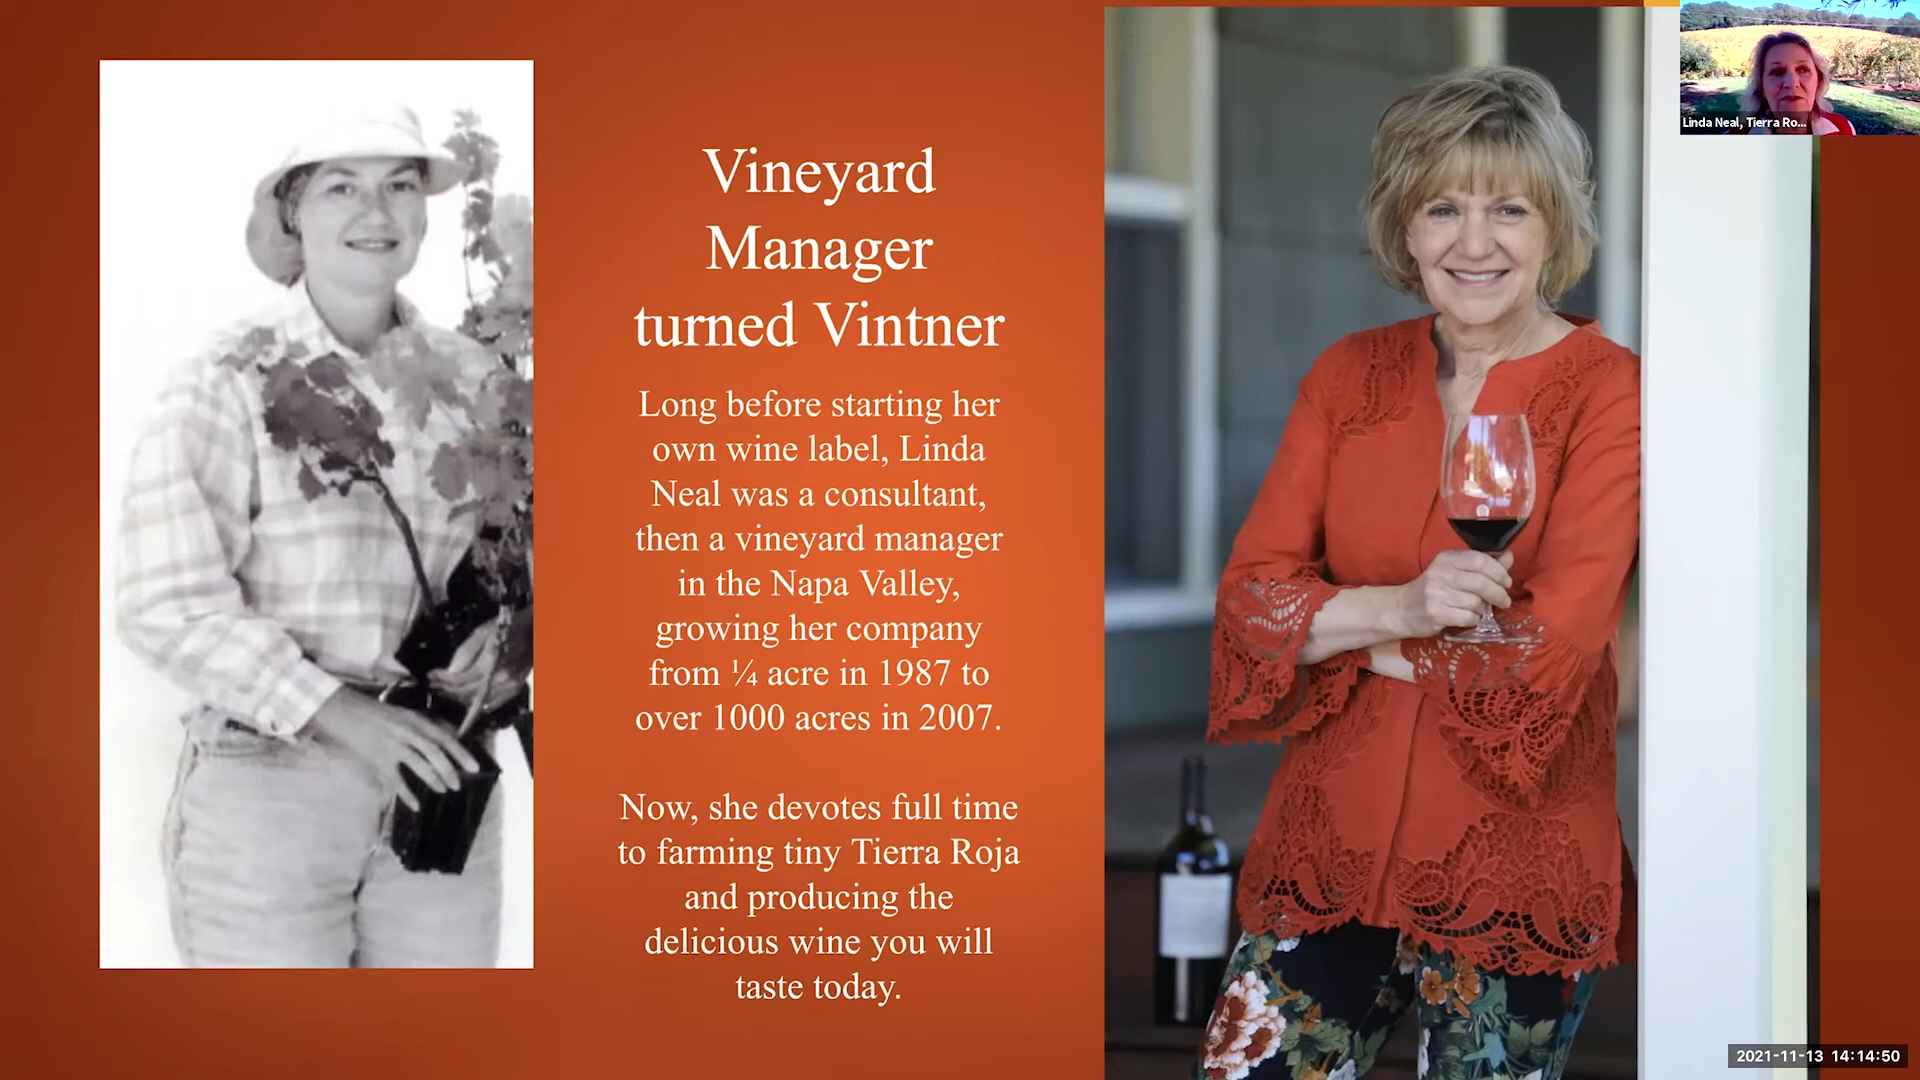 Vineyard
Manager
turned Vintner
Long before starting her
own wine label, Linda
Neal was a consultant,
then a vineyard manager
in the Napa Valley,
growing her company
from ¼ acre in 1987 to
over 1000 acres in 2007.
Now, she devotes full time
to farming tiny Tierra Roja
and producing the
delicious wine you will
taste today.
Linda Neal, Tierra Ro...
2021-11-13 14:14:50